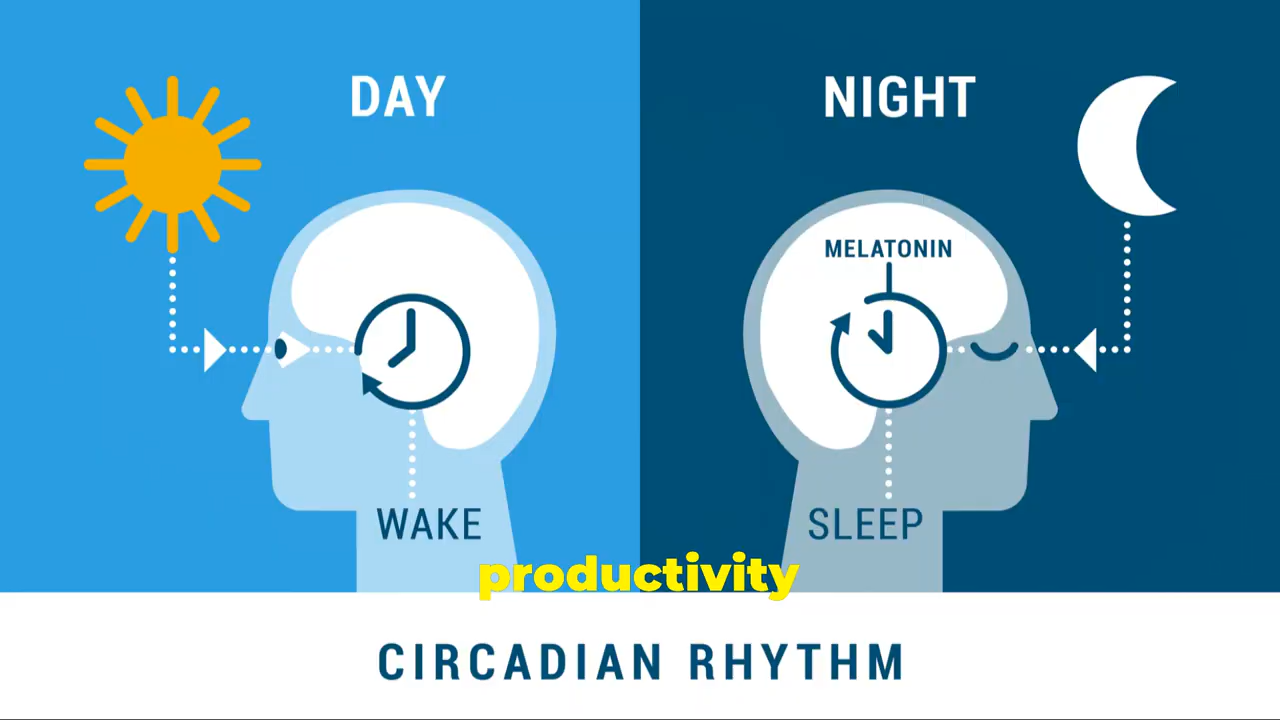 DAY
NIGHT
MELATONIN
WAKE
SLEEP
productivity
CIRCADIAN RHYTHM